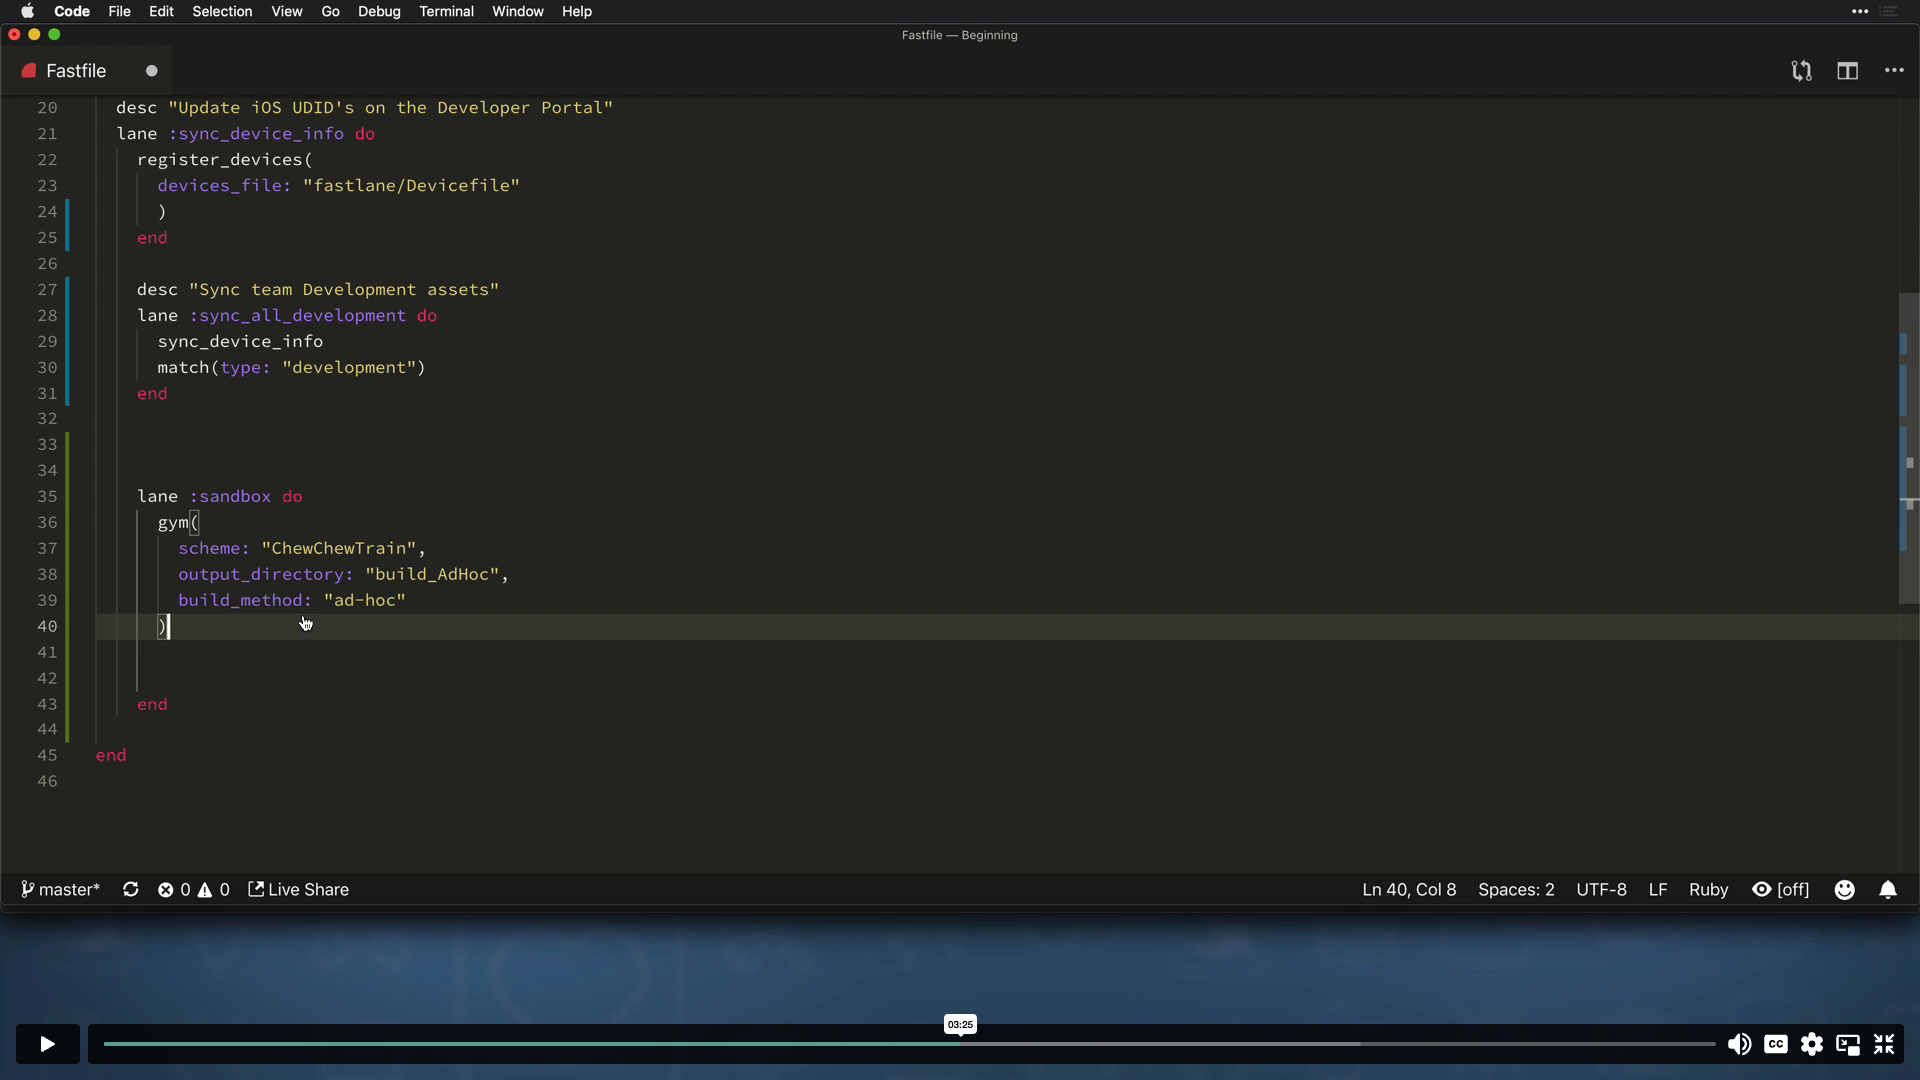 Code File Edit Selections View Go Debug Terminal Window Help
Fastfile — Beginning
Fastfile
20 desc "Update iOS UDID's on the Developer Portal"
21 lane :sync_device_info do
22 register_devices(
23 devices_file: "fastlane/Devicefile"
24 )
25 end
26
27 desc "Sync team Development assets"
28 lane :sync_all_development do
29 sync_device_info
30 match(type: "development")
31 end
32
33
34
35 lane :sandbox do
36 gym(
37 scheme: "ChewChewTrain",
38 output_directory: "build_AdHoc",
39 build_method: "ad-hoc"
40 )
41
42
43 end
44
45 end
46
master* 0 0 Live Share Ln 40, Col 8 Spaces: 2 UTF-8 LF Ruby [off]
03:25
CC